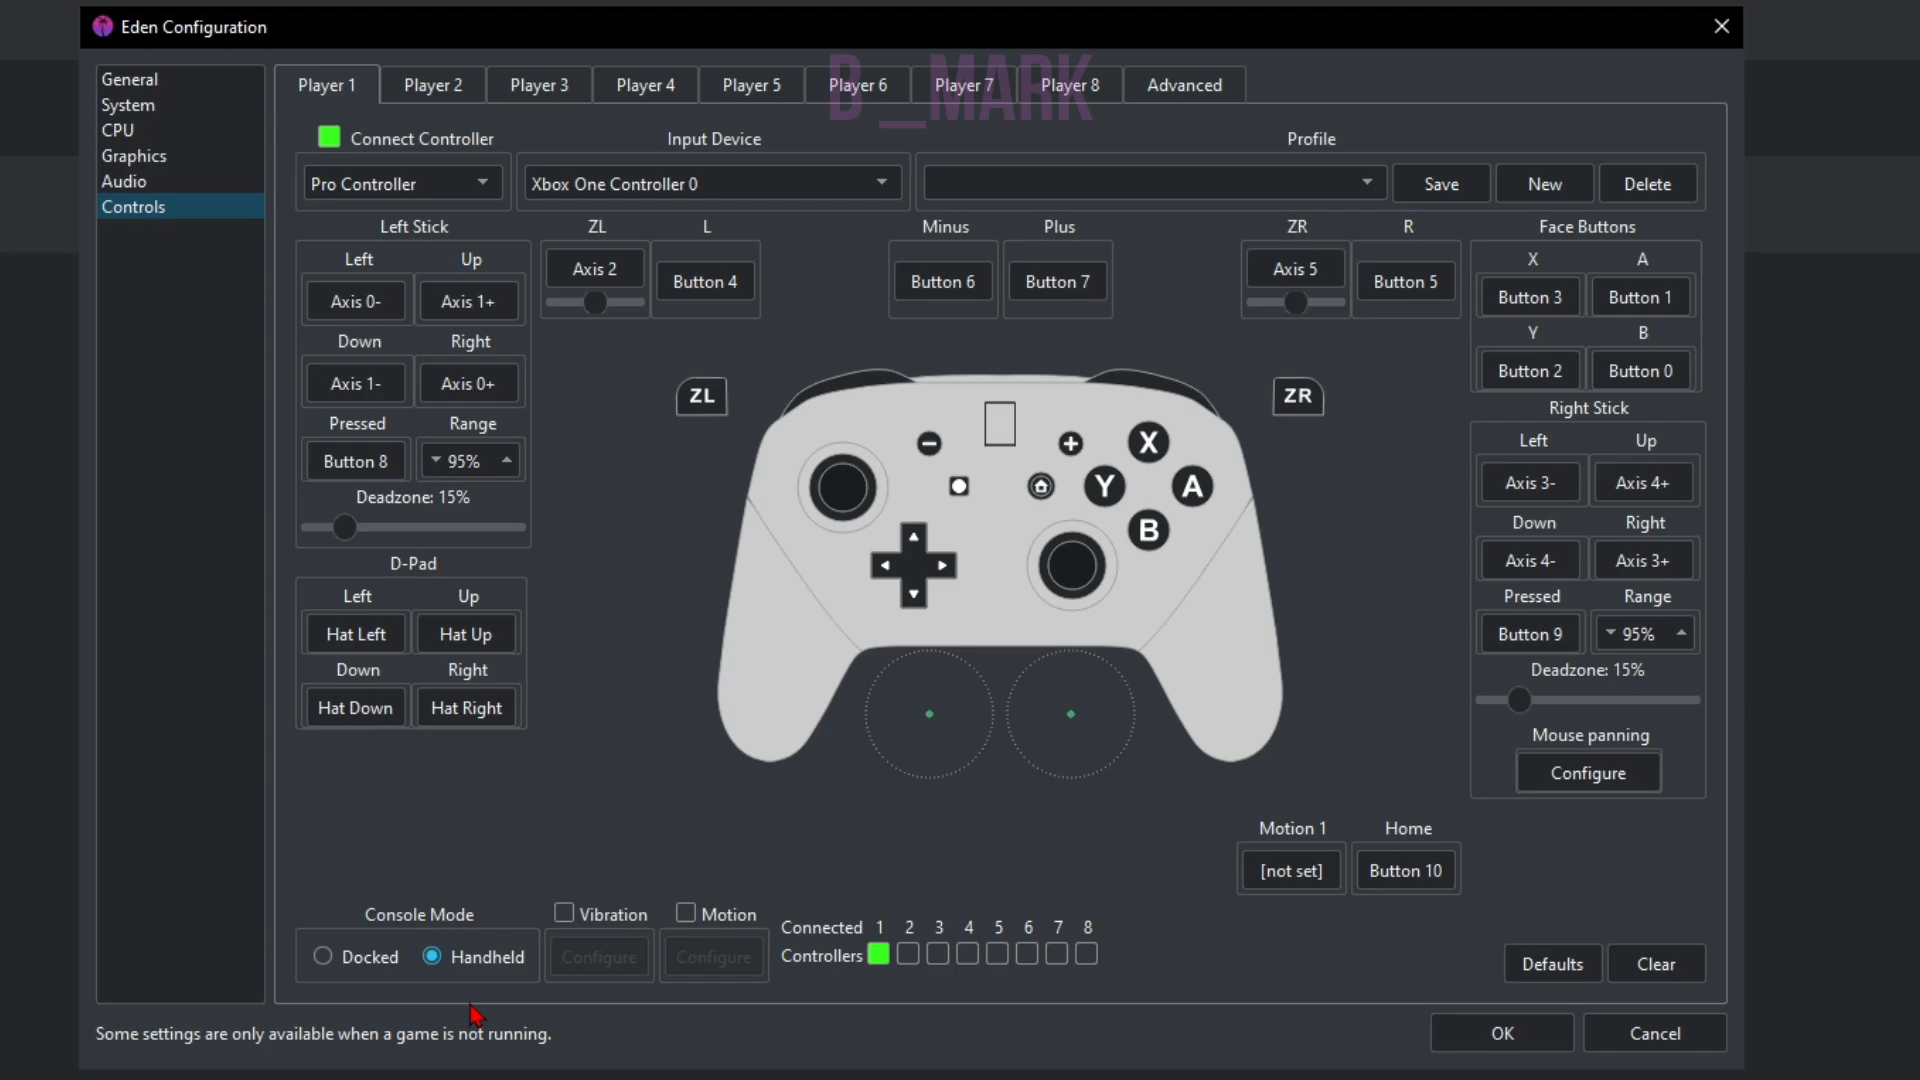 Eden Configuration
General
System
CPU
Graphics
Audio
Controls
Player 1 Player 2 Player 3 Player 4 Player 5 Player 6 Player 7 Player 8 Advanced
B_MARK
Connect Controller Input Device Profile
Pro Controller Xbox One Controller 0 Save New Delete
Left Stick ZL L Minus Plus ZR R Face Buttons
Left Up X A
Axis 2 Button 4 Button 6 Button 7 Axis 5 Button 5
Axis 0- Axis 1+ Button 3 Button 1
Down Right Y B
Axis 1- Axis 0+ Button 2 Button 0
ZL ZR
Pressed Range Right Stick
Button 8 95% Left Up
X
Deadzone: 15% Y A Axis 3- Axis 4+
B
Down Right
D-Pad Axis 4- Axis 3+
Left Up Pressed Range
Hat Left Hat Up Button 9 95%
Down Right Deadzone: 15%
Hat Down Hat Right
Mouse panning
Configure
Motion 1 Home
[not set] Button 10
Console Mode Vibration Motion Connected 1 2 3 4 5 6 7 8
Docked Handheld Configure Configure Controllers
Defaults Clear
Some settings are only available when a game is not running.
OK Cancel